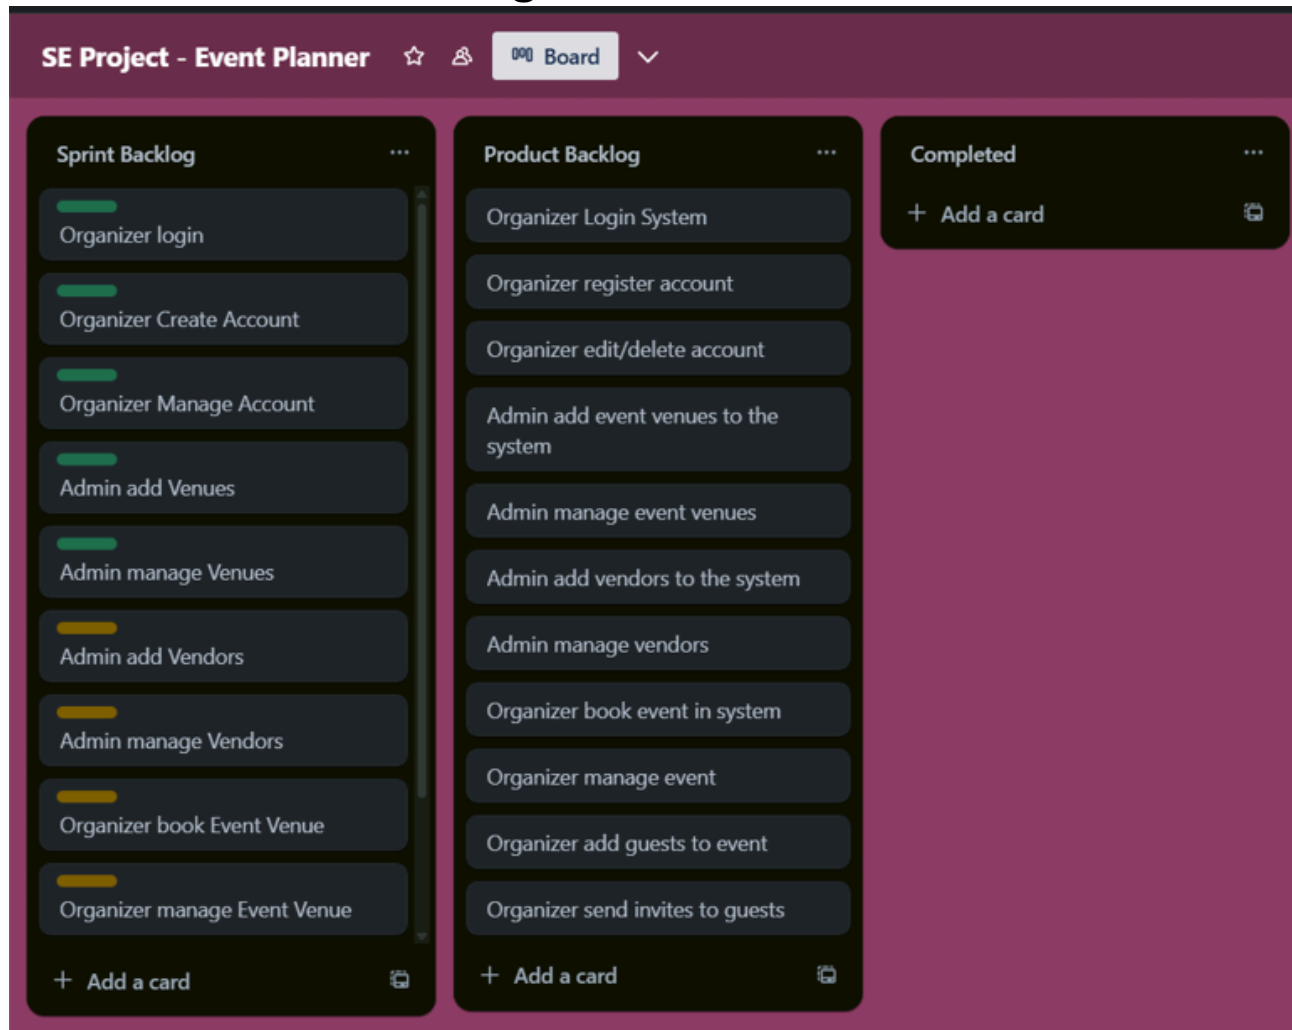 SE Project - Event Planner
Board
Sprint Backlog
Organizer login
Organizer Create Account
Organizer Manage Account
Admin add Venues
Admin manage Venues
Admin add Vendors
Admin manage Vendors
Organizer book Event Venue
Organizer manage Event Venue
+ Add a card
Product Backlog
Organizer Login System
Organizer register account
Organizer edit/delete account
Admin add event venues to the
system
Admin manage event venues
Admin add vendors to the system
Admin manage vendors
Organizer book event in system
Organizer manage event
Organizer add guests to event
Organizer send invites to guests
+ Add a card
Completed
+ Add a card